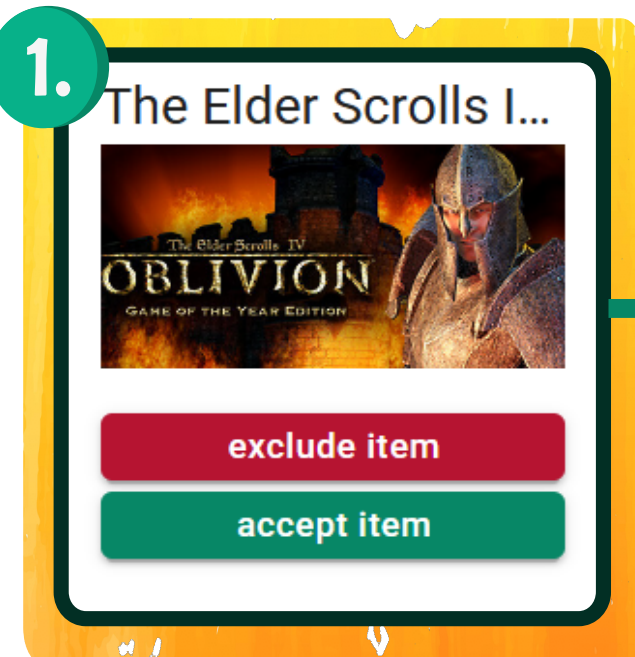 1.
The Elder Scrolls I...
The Elder Scrolls IV
OBLIVION
GAME OF THE YEAR EDITION
exclude item
accept item